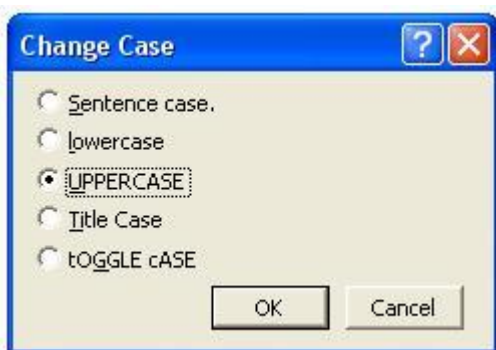 Change Case
Sentence case.
lowercase
UPPERCASE
Title Case
tOGGLE cASE
OK Cancel